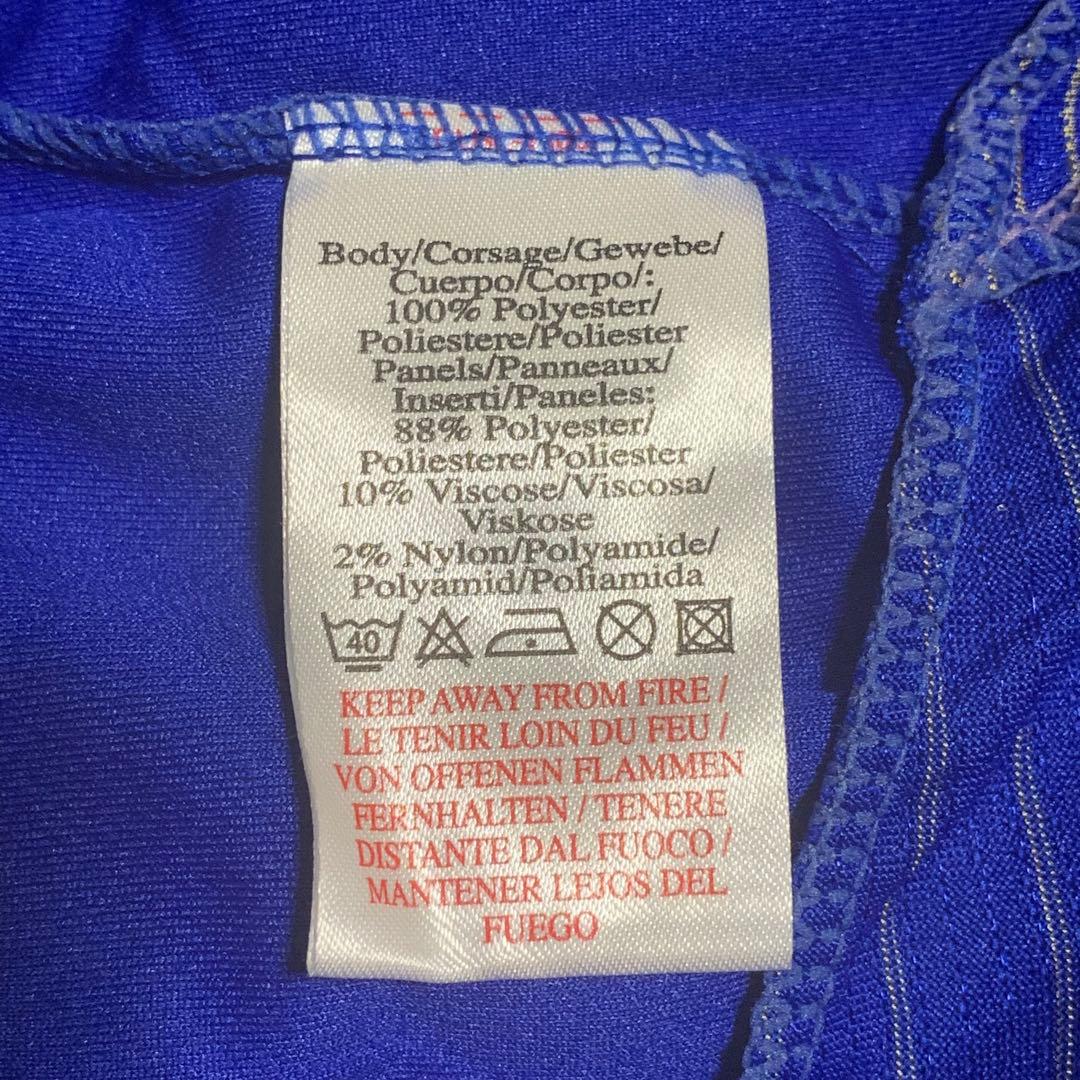 Body/Corsage/Gewebe/
Cuerpo/Corpo/:
100% Polyester/
Poliestere/Poliester
Panels/Panneaux/
Inserti/Paneles:
88% Polyester/
Poliestere/Poliester
10% Viscose/Viscosa/
Viskose
2% Nylon/Polyamide/
Polyamid/Poliamida
40
KEEP AWAY FROM FIRE /
LE TENIR LOIN DU FEU /
VON OFFENEN FLAMMEN
FERNHALTEN / TENERE
DISTANTE DAL FUOCO /
MANTENER LEJOS DEL
FUEGO